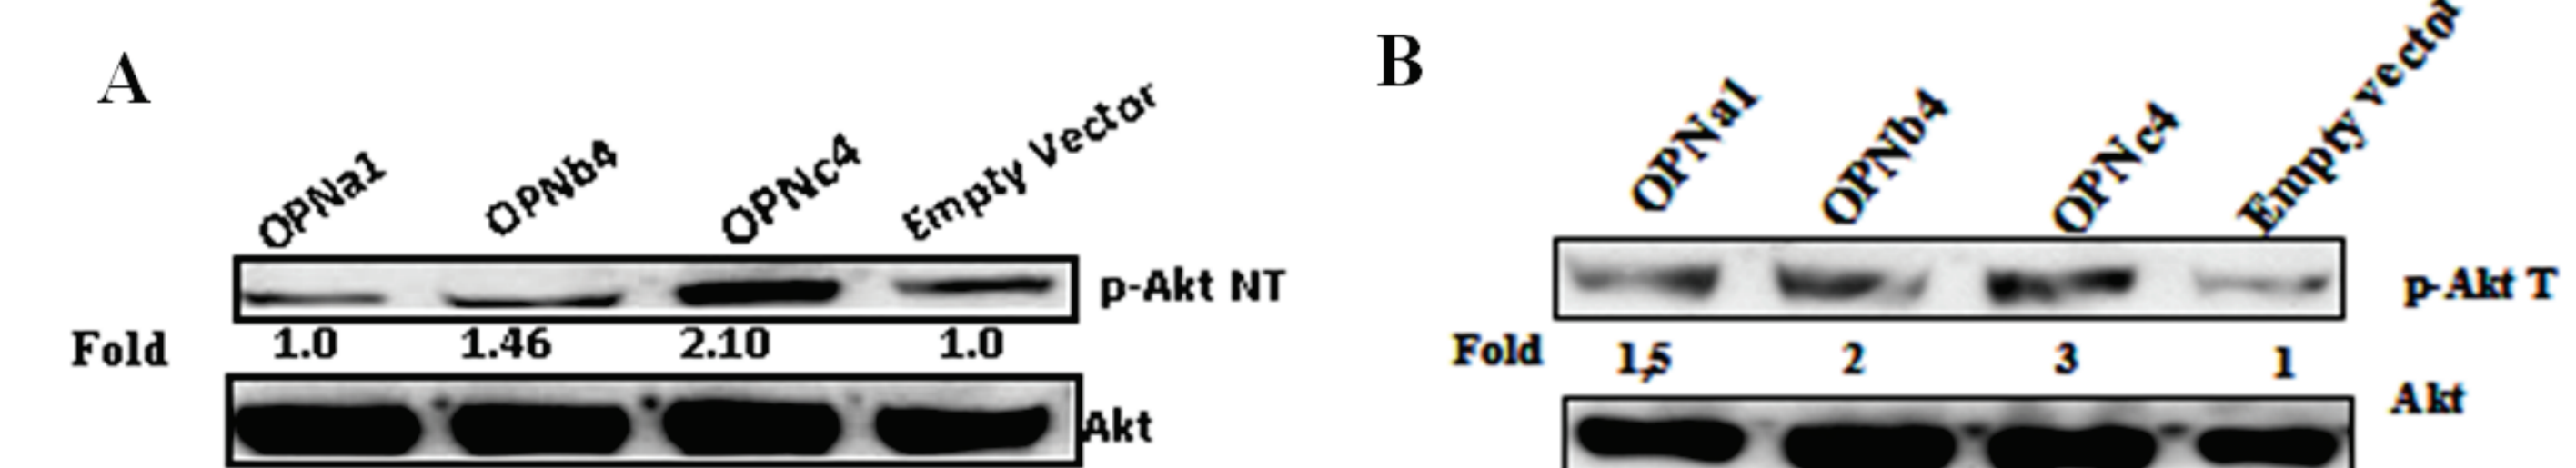 A
OPNa1 OPNb4 OPNc4 Empty Vector
p-Akt NT
Fold 1.0 1.46 2.10 1.0
Akt
B
OPNa1 OPNb4 OPNc4 Empty vector
p-Akt T
Fold 1,5 2 3 1
Akt